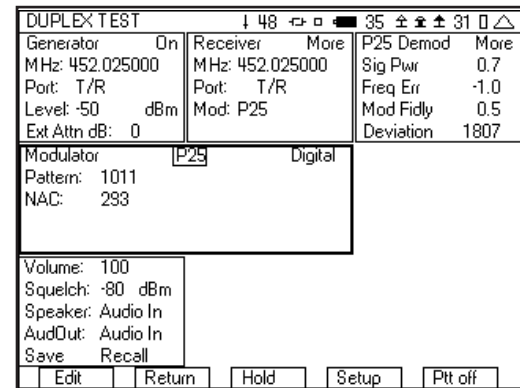 DUPLEX TEST ↓ 48 35 31
Generator On
MHz: 452.025000
Port: T/R
Level: -50 dBm
Ext Attn dB: 0
Receiver More
MHz: 452.025000
Port: T/R
Mod: P25
P25 Demod More
Sig Pwr 0.7
Freq Err -1.0
Mod Fidly 0.5
Deviation 1807
Modulator P25 Digital
Pattern: 1011
NAC: 293
Volume: 100
Squelch: -80 dBm
Speaker: Audio In
AudOut: Audio In
Save Recall
Edit Return Hold Setup Ptt off